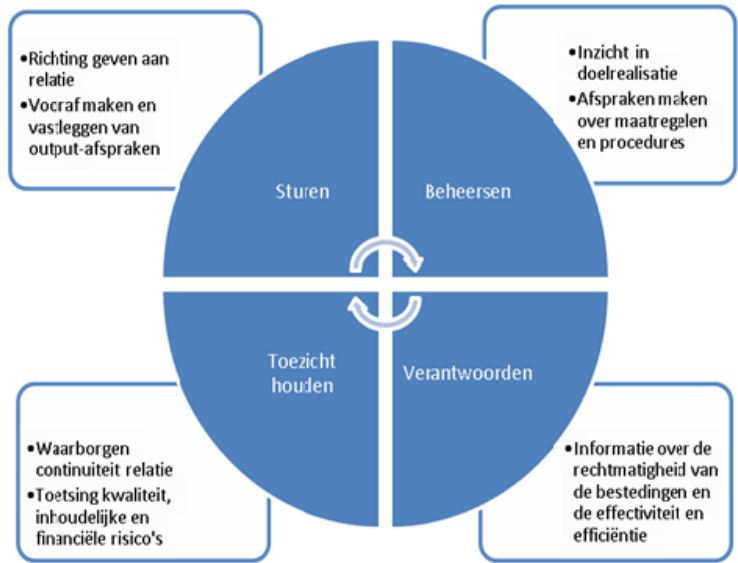 •Richting geven aan
relatie
•Vooraf maken en
vastleggen van
output-afspraken
•Inzicht in
doelrealisatie
•Afspraken maken
over maatregelen
en procedures
Sturen
Beheersen
Toezicht
houden
Verantwoorden
•Waarborgen
continuiteit relatie
•Toetsing kwaliteit,
inhoudelijke en
financiële risico's
•Informatie over de
rechtmatigheid van
de bestedingen en
de effectiviteit en
efficiëntie